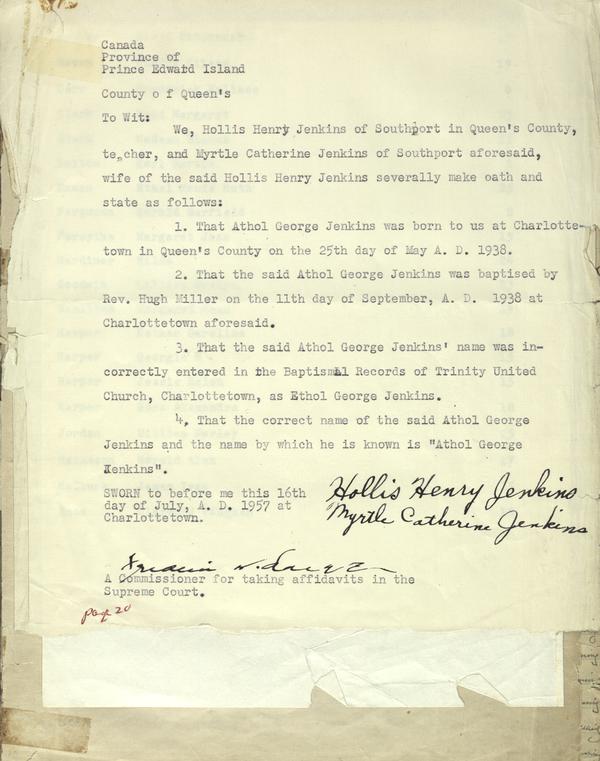 Canada
Province of
Prince Edward Island
County o f Queen's
To Wit:
We, Hollis Henry Jenkins of Southport in Queen's County,
te cher, and Myrtle Catherine Jenkins of Southport aforesaid,
wife of the said Hollis Henry Jenkins severally make oath and
state as follows:
1. That Athol George Jenkins was born to us at Charlotte-
town in Queen's County on the 25th day of May A. D. 1938.
2. That the said Athol George Jenkins was baptised by
Rev. Hugh Miller on the 11th day of September, A. D. 1938 at
Charlottetown aforesaid.
3. That the said Athol George Jenkins' name was in-
correctly entered in the Baptismal Records of Trinity United
Church, Charlottetown, as Ethol George Jenkins.
4. That the correct name of the said Athol George
Jenkins and the name by which he is known is "Athol George
Jenkins".
SWORN to before me this 16th
day of July, A. D. 1957 at
Charlottetown.
Hollis Henry Jenkins
Myrtle Catherine Jenkins
A Commissioner for taking affidavits in the
Supreme Court.
page 20